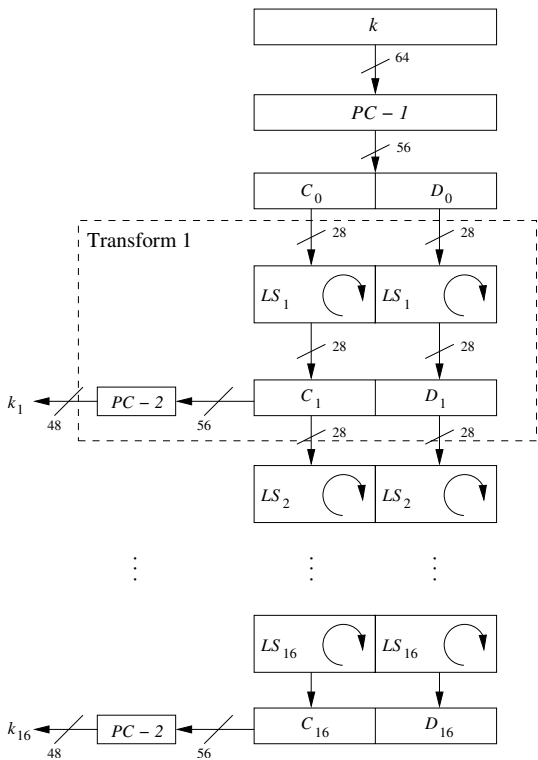 k
64
PC – 1
56
C0 D0
Transform 1
28 28
LS1 LS1
28 28
k1 48 PC – 2 56 C1 D1
28 28
LS2 LS2
LS16 LS16
k16 48 PC – 2 56 C16 D16